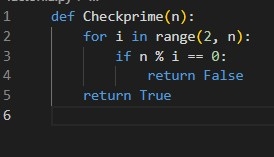 1 def Checkprime(n):
2     for i in range(2, n):
3         if n % i == 0:
4             return False
5     return True
6